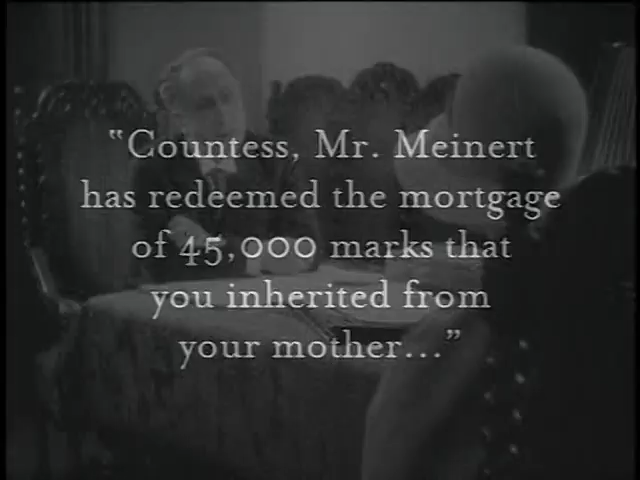 “Countess, Mr. Meinert
has redeemed the mortgage
of 45,000 marks that
you inherited from
your mother...”